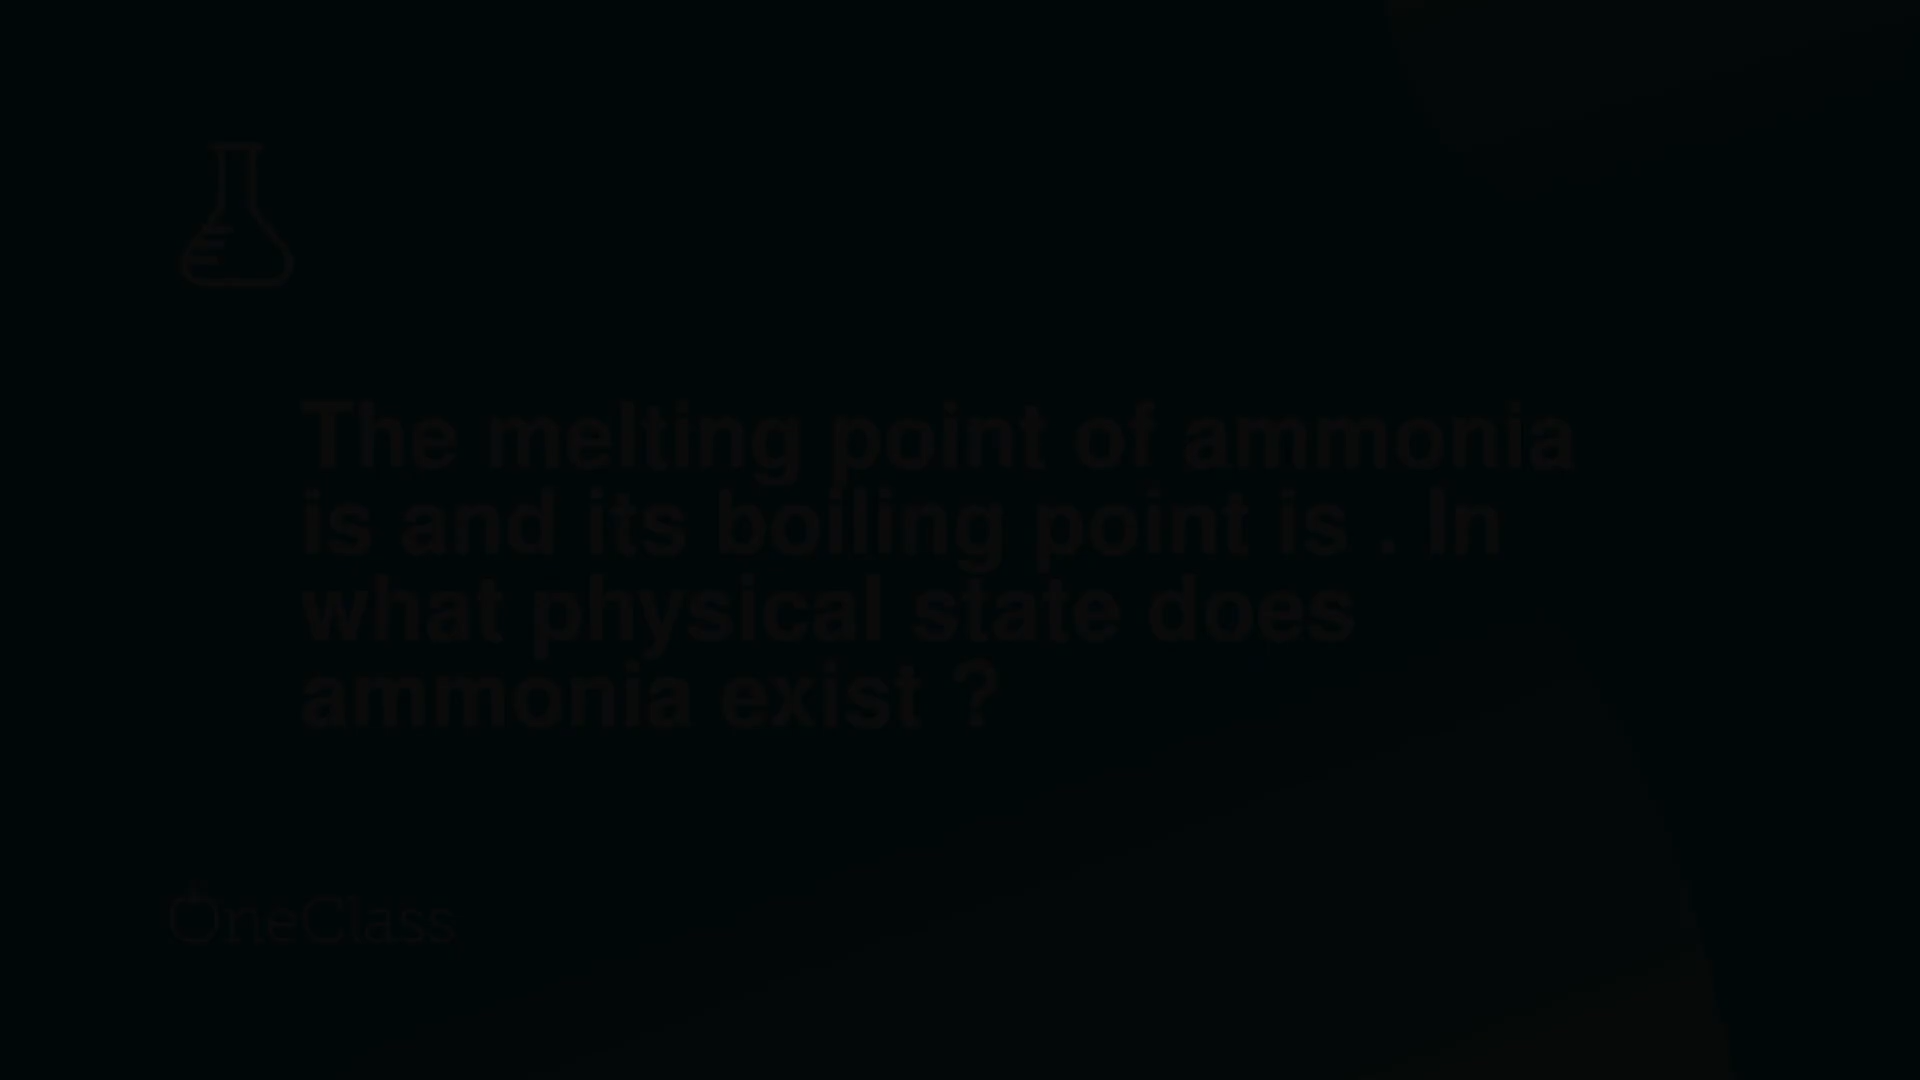 The melting point of ammonia
is and its boiling point is . In
what physical state does
ammonia exist ?
OneClass